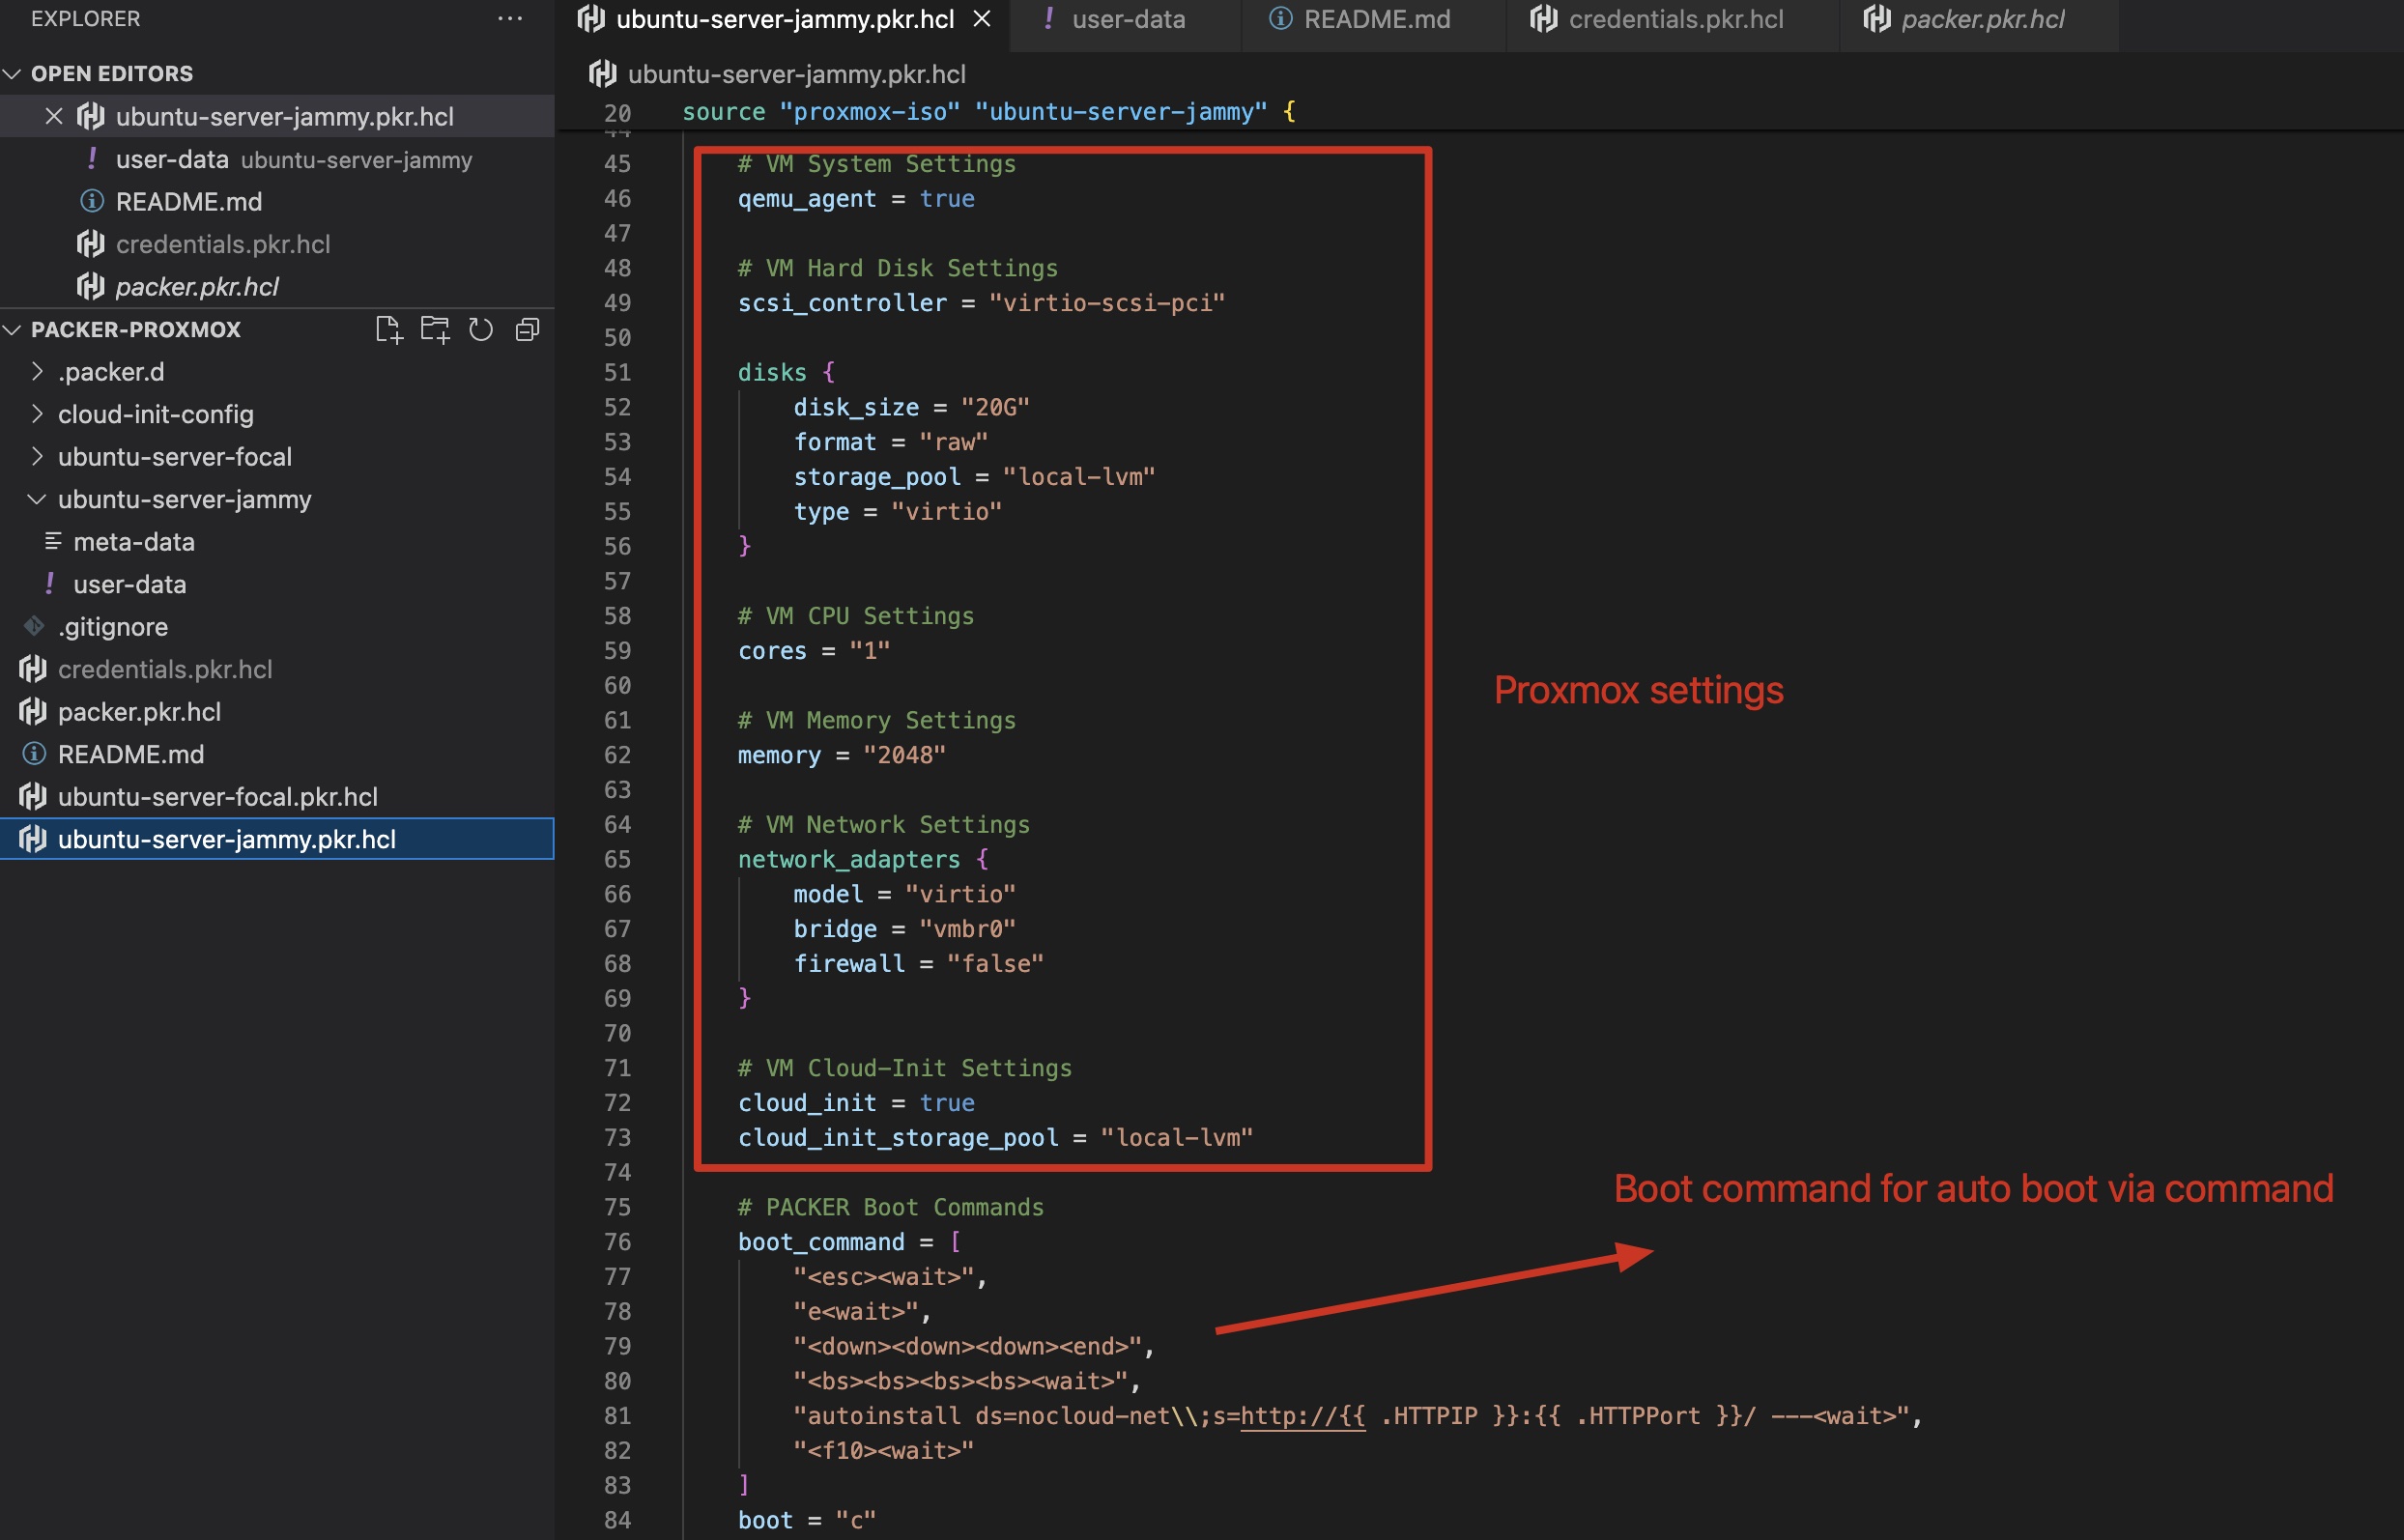 EXPLORER
OPEN EDITORS
ubuntu-server-jammy.pkr.hcl
user-data ubuntu-server-jammy
README.md
credentials.pkr.hcl
packer.pkr.hcl
PACKER-PROXMOX
.packer.d
cloud-init-config
ubuntu-server-focal
ubuntu-server-jammy
meta-data
user-data
.gitignore
credentials.pkr.hcl
packer.pkr.hcl
README.md
ubuntu-server-focal.pkr.hcl
ubuntu-server-jammy.pkr.hcl
ubuntu-server-jammy.pkr.hcl
user-data
README.md
credentials.pkr.hcl
packer.pkr.hcl
ubuntu-server-jammy.pkr.hcl
20 source "proxmox-iso" "ubuntu-server-jammy" {
44
45 # VM System Settings
46 qemu_agent = true
47
48 # VM Hard Disk Settings
49 scsi_controller = "virtio-scsi-pci"
50
51 disks {
52 disk_size = "20G"
53 format = "raw"
54 storage_pool = "local-lvm"
55 type = "virtio"
56 }
57
58 # VM CPU Settings
59 cores = "1"
60
61 # VM Memory Settings
62 memory = "2048"
63
64 # VM Network Settings
65 network_adapters {
66 model = "virtio"
67 bridge = "vmbr0"
68 firewall = "false"
69 }
70
71 # VM Cloud-Init Settings
72 cloud_init = true
73 cloud_init_storage_pool = "local-lvm"
74
75 # PACKER Boot Commands
76 boot_command = [
77 "<esc><wait>",
78 "e<wait>",
79 "<down><down><down><end>",
80 "<bs><bs><bs><bs><wait>",
81 "autoinstall ds=nocloud-net\\;s=http://{{ .HTTPIP }}:{{ .HTTPPort }}/ ---<wait>",
82 "<f10><wait>"
83 ]
84 boot = "c"
Proxmox settings
Boot command for auto boot via command